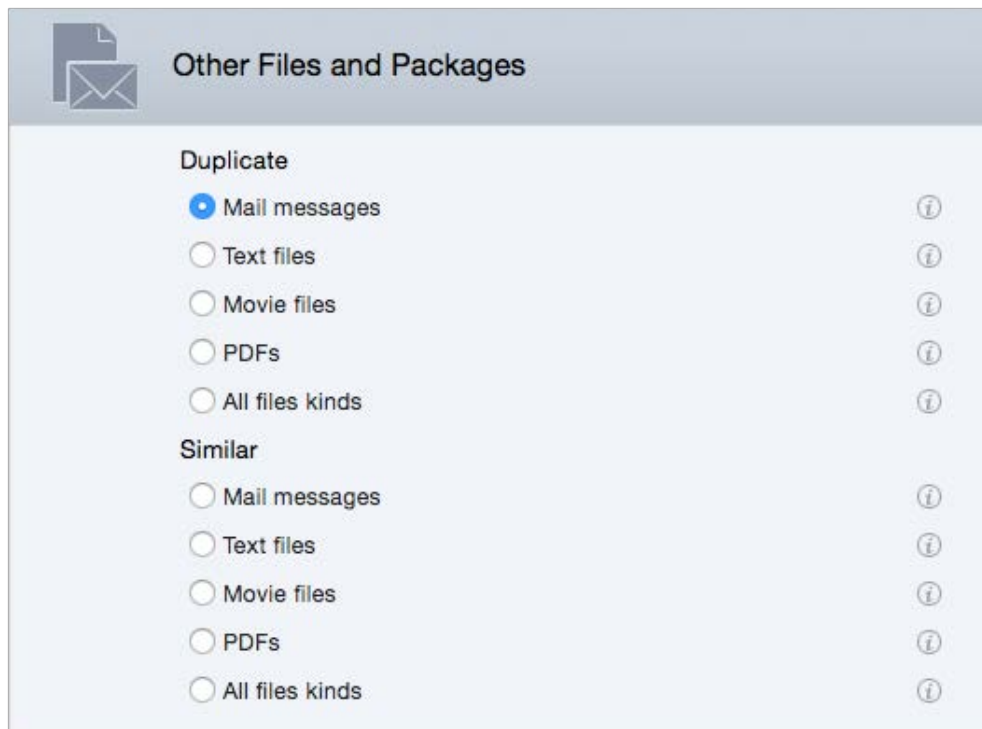 Other Files and Packages
Duplicate
Mail messages
Text files
Movie files
PDFs
All files kinds
Similar
Mail messages
Text files
Movie files
PDFs
All files kinds